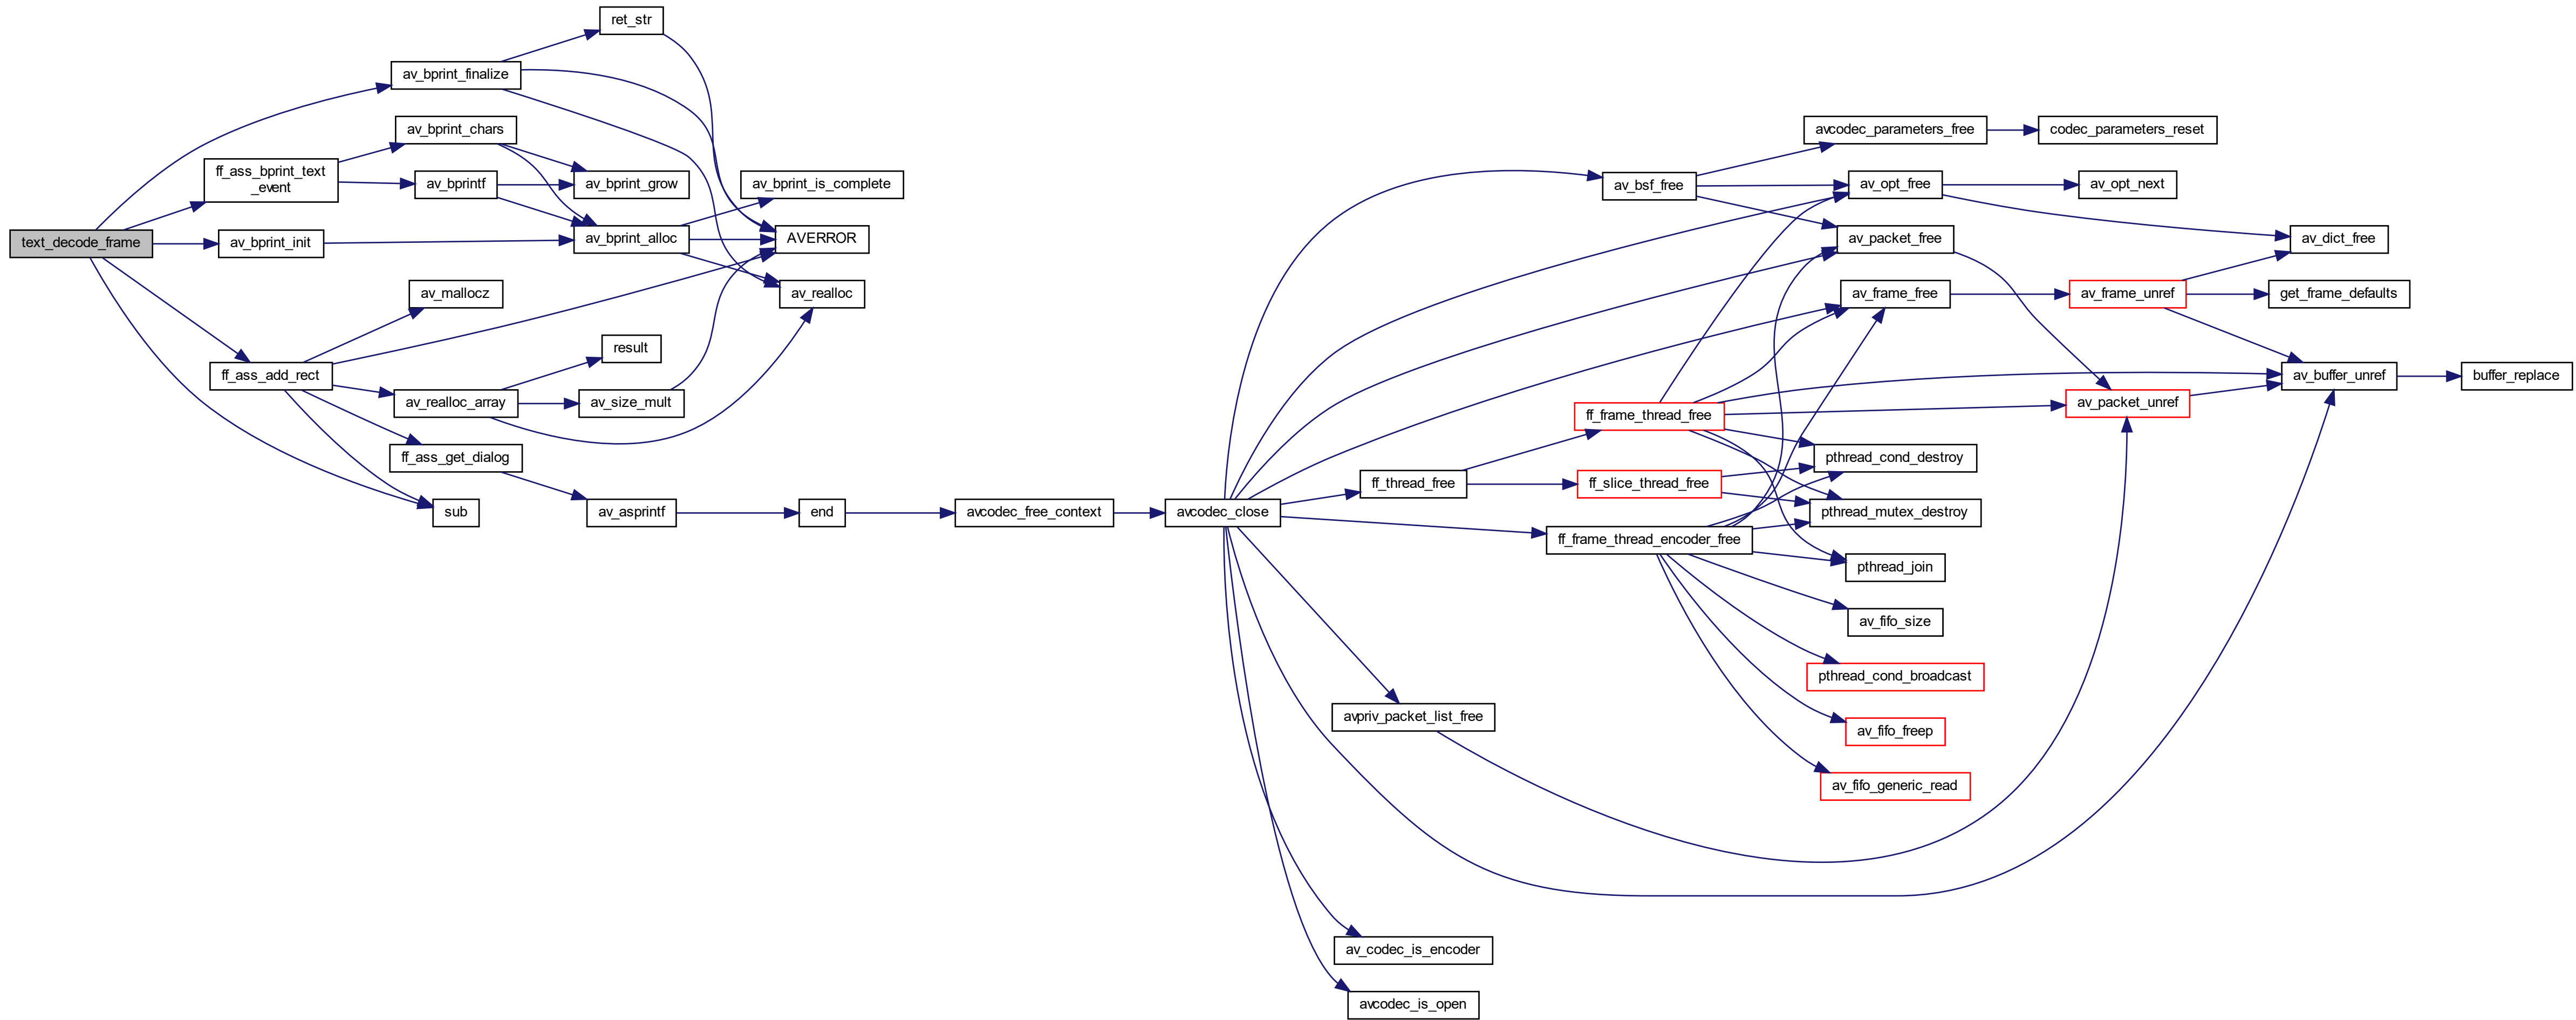 text_decode_frame
av_bprint_finalize
ff_ass_bprint_text
_event
av_bprint_init
ff_ass_add_rect
sub
ret_str
av_bprint_chars
av_bprintf
av_bprint_grow
av_bprint_alloc
av_bprint_is_complete
AVERROR
av_realloc
av_mallocz
result
av_realloc_array
av_size_mult
ff_ass_get_dialog
av_asprintf
end
avcodec_free_context
avcodec_close
av_bsf_free
avcodec_parameters_free
codec_parameters_reset
av_opt_free
av_opt_next
av_packet_free
av_dict_free
av_frame_free
av_frame_unref
get_frame_defaults
av_buffer_unref
buffer_replace
av_packet_unref
ff_frame_thread_free
ff_thread_free
ff_slice_thread_free
pthread_cond_destroy
pthread_mutex_destroy
ff_frame_thread_encoder_free
pthread_join
av_fifo_size
pthread_cond_broadcast
av_fifo_freep
av_fifo_generic_read
avpriv_packet_list_free
av_codec_is_encoder
avcodec_is_open